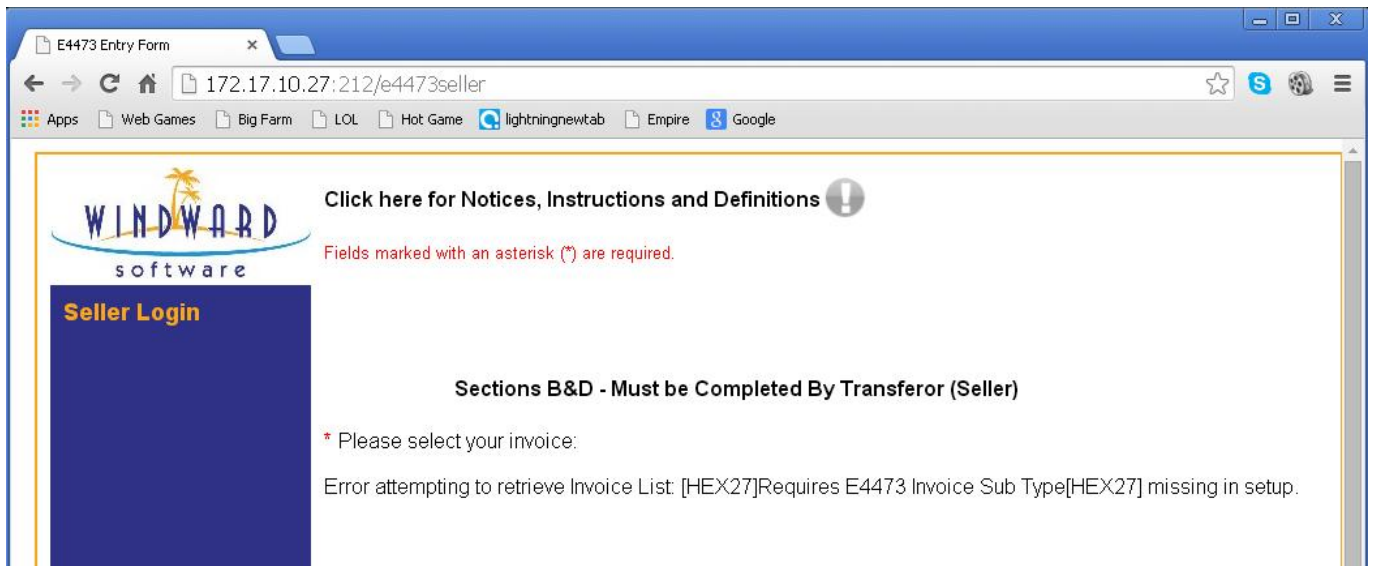 E4473 Entry Form
172.17.10.27:212/e4473seller
Apps Web Games Big Farm LOL Hot Game lightningnewtab Empire Google
WINDWARD
software
Click here for Notices, Instructions and Definitions
Fields marked with an asterisk (*) are required.
Seller Login
Sections B&D - Must be Completed By Transferor (Seller)
* Please select your invoice:
Error attempting to retrieve Invoice List: [HEX27]Requires E4473 Invoice Sub Type[HEX27] missing in setup.